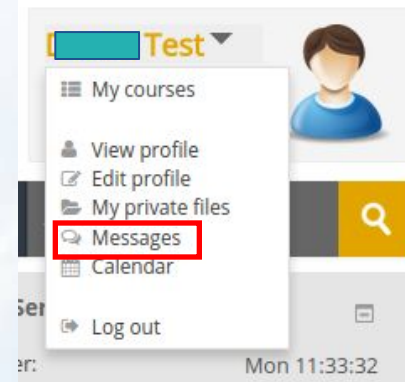 Test
My courses
View profile
Edit profile
My private files
Messages
Calendar
Log out
Mon 11:33:32